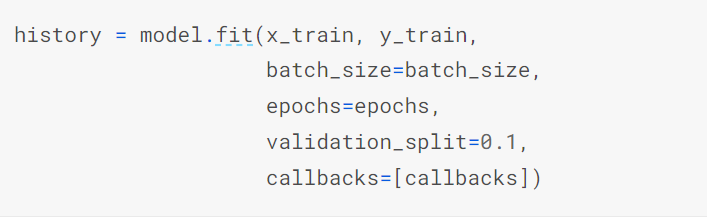 history = model.fit(x_train, y_train,
batch_size=batch_size,
epochs=epochs,
validation_split=0.1,
callbacks=[callbacks])